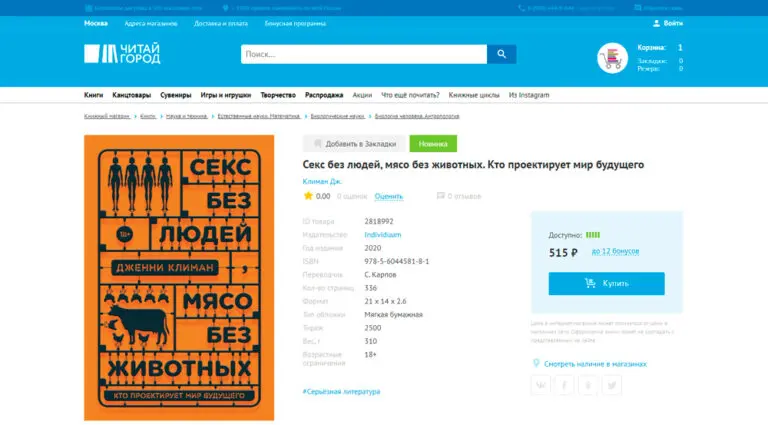 Москва
Адреса магазинов
Доставка и оплата
Бонусная программа
Войти
ЧИТАЙ
ГОРОД
Поиск...
Корзина: 1
Закладки: 0
Резерв: 0
Книги
Канцтовары
Сувениры
Игры и игрушки
Творчество
Распродажа
Акции
Что ещё почитать?
Книжные циклы
Из Instagram
Книжный магазин
Книги
Наука и техника
Естественные науки. Математика
Биологические науки
Биология человека. Антропология
СЕКС
БЕЗ
ЛЮДЕЙ
18+
ДЖЕННИ КЛИМАН
,
МЯСО
БЕЗ
ЖИВОТНЫХ
КТО ПРОЕКТИРУЕТ МИР БУДУЩЕГО
Добавить в Закладки
Новинка
Секс без людей, мясо без животных. Кто проектирует мир будущего
Климан Дж.
0.00 0 оценок Оценить 0 отзывов
ID товара 2818992
Издательство Individuum
Год издания 2020
ISBN 978-5-6044581-8-1
Переводчик С. Карпов
Кол-во страниц 336
Формат 21 x 14 x 2.6
Тип обложки Мягкая бумажная
Тираж 2500
Вес, г 310
Возрастные 18+
ограничения
#Серьёзная литература
Доступно:
515 ₽ до 12 бонусов
Купить
Смотреть наличие в магазинах